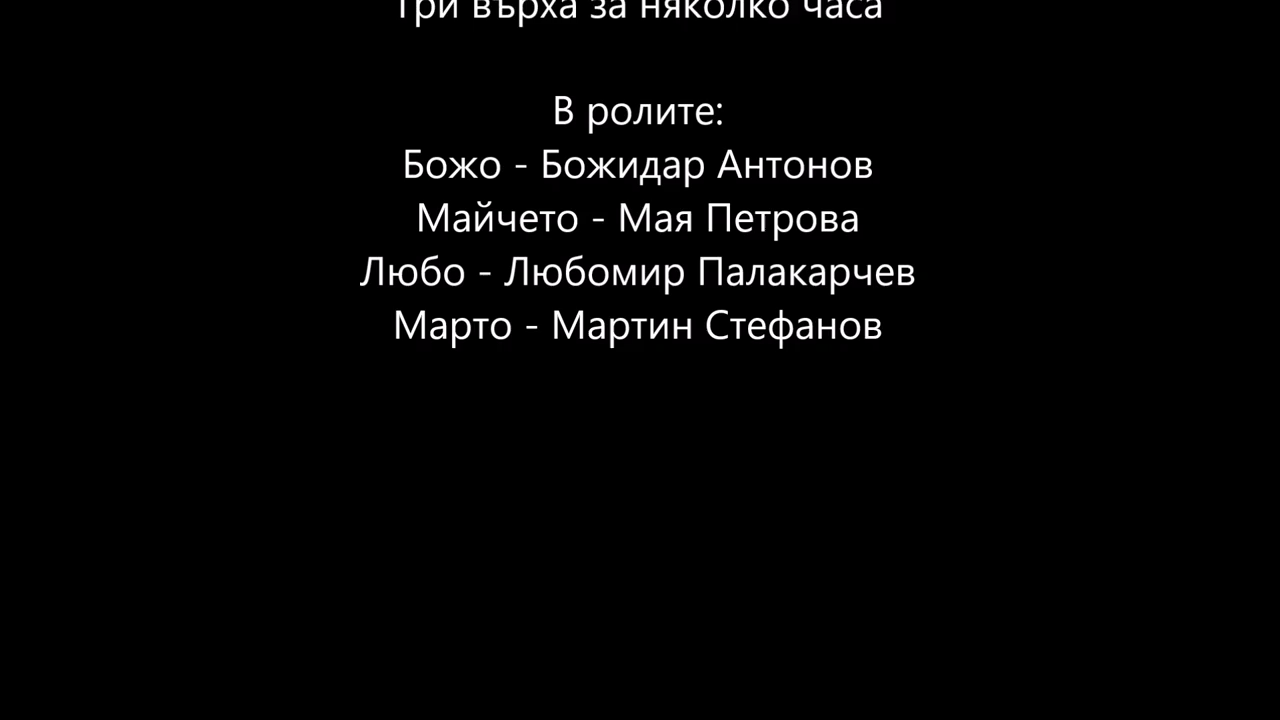 Три върха за няколко часа
В ролите:
Божо - Божидар Антонов
Майчето - Мая Петрова
Любо - Любомир Палакарчев
Марто - Мартин Стефанов